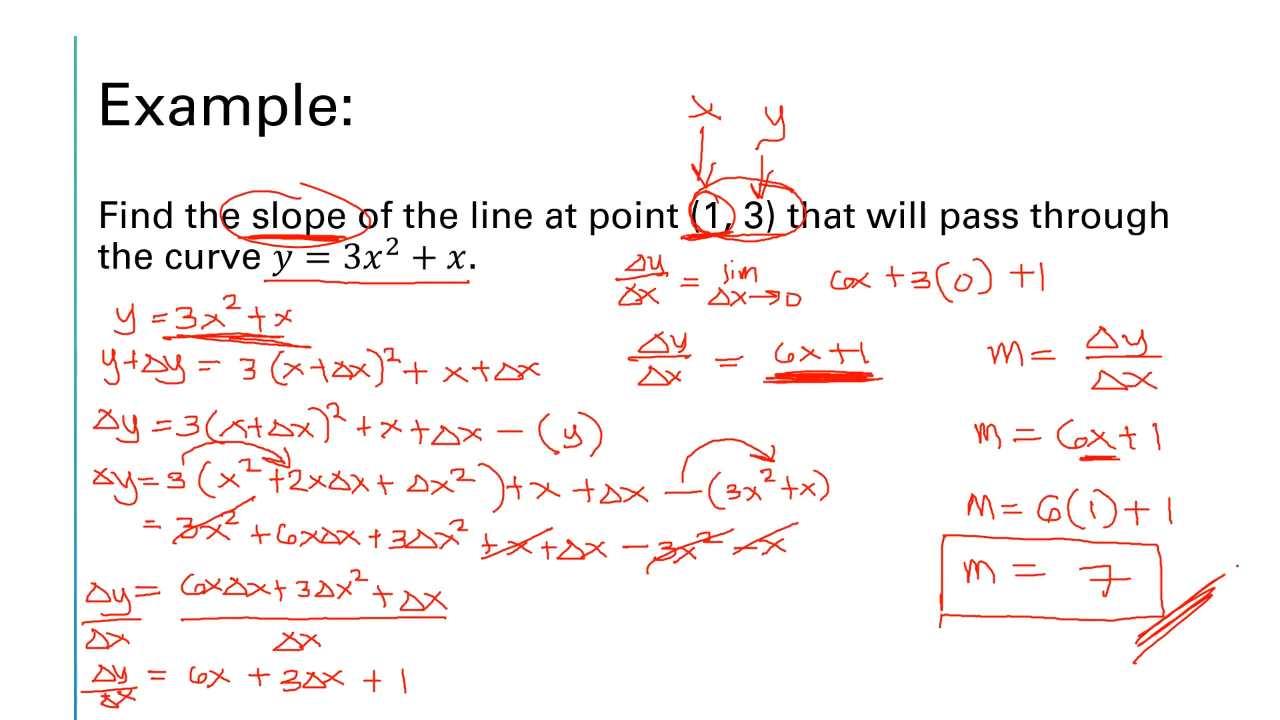 Example:
x y
Find the slope of the line at point (1, 3) that will pass through
the curve y = 3x² + x.
y = 3x² + x
y + Δy = 3(x + Δx)² + x + Δx
Δy = 3(x + Δx)² + x + Δx − (y)
Δy = 3(x² + 2xΔx + Δx²) + x + Δx − (3x² + x)
= 3x² + 6xΔx + 3Δx² + x + Δx − 3x² − x
Δy/Δx = (6xΔx + 3Δx² + Δx)/Δx
Δy/Δx = 6x + 3Δx + 1
Δy/Δx = lim Δx→0 6x + 3(0) + 1
Δy/Δx = 6x + 1
m = Δy/Δx
m = 6x + 1
m = 6(1) + 1
m = 7